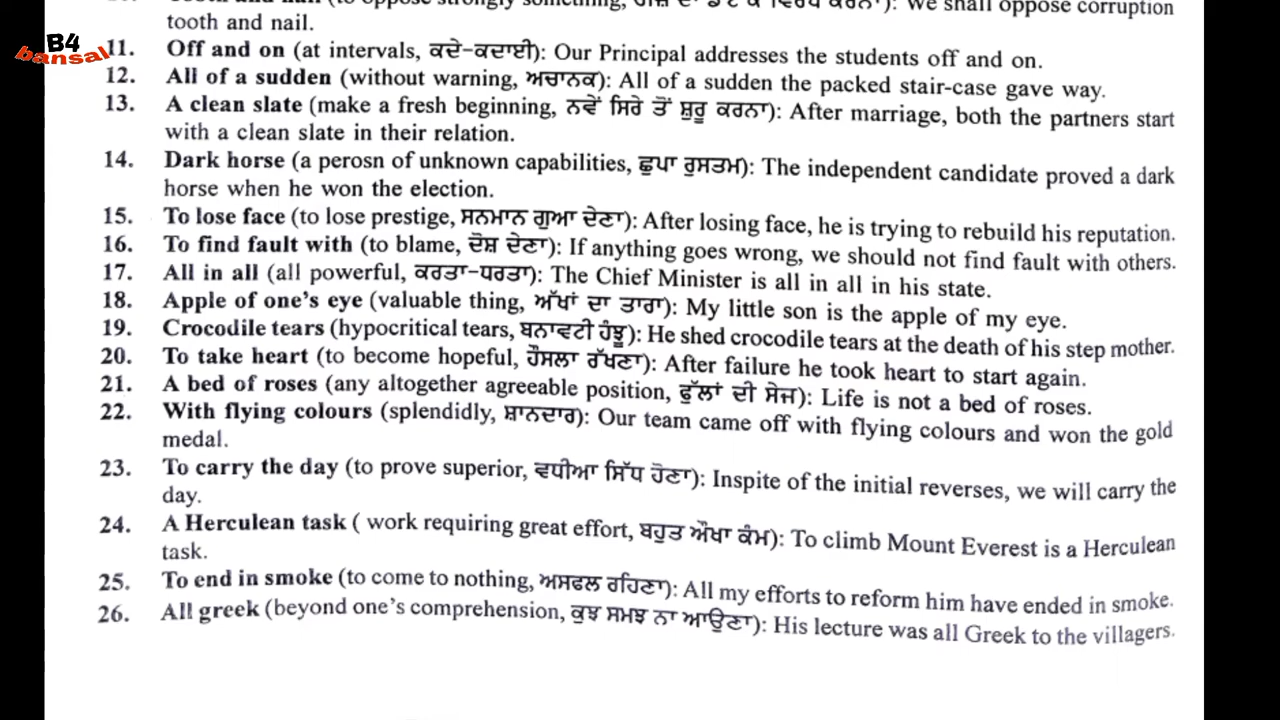 tooth and nail.
We shall oppose corruption
B4
bansal
11. Off and on (at intervals, ਕਦੇ-ਕਦਾਈ): Our Principal addresses the students off and on.
12. All of a sudden (without warning, ਅਚਾਨਕ): All of a sudden the packed stair-case gave way.
13. A clean slate (make a fresh beginning, ਨਵੇਂ ਸਿਰੇ ਤੋਂ ਸ਼ੁਰੂ ਕਰਨਾ): After marriage, both the partners start
with a clean slate in their relation.
14. Dark horse (a perosn of unknown capabilities, ਛੁਪਾ ਰੁਸਤਮ): The independent candidate proved a dark
horse when he won the election.
15. To lose face (to lose prestige, ਸਨਮਾਨ ਗੁਆ ਦੇਣਾ): After losing face, he is trying to rebuild his reputation.
16. To find fault with (to blame, ਦੋਸ਼ ਦੇਣਾ): If anything goes wrong, we should not find fault with others.
17. All in all (all powerful, ਕਰਤਾ-ਧਰਤਾ): The Chief Minister is all in all in his state.
18. Apple of one's eye (valuable thing, ਅੱਖਾਂ ਦਾ ਤਾਰਾ): My little son is the apple of my eye.
19. Crocodile tears (hypocritical tears, ਬਨਾਵਟੀ ਹੰਝੂ): He shed crocodile tears at the death of his step mother.
20. To take heart (to become hopeful, ਹੌਸਲਾ ਰੱਖਣਾ): After failure he took heart to start again.
21. A bed of roses (any altogether agreeable position, ਫੁੱਲਾਂ ਦੀ ਸੇਜ): Life is not a bed of roses.
22. With flying colours (splendidly, ਸ਼ਾਨਦਾਰ): Our team came off with flying colours and won the gold
medal.
23. To carry the day (to prove superior, ਵਧੀਆ ਸਿੱਧ ਹੋਣਾ): Inspite of the initial reverses, we will carry the
day.
24. A Herculean task ( work requiring great effort, ਬਹੁਤ ਔਖਾ ਕੰਮ): To climb Mount Everest is a Herculean
task.
25. To end in smoke (to come to nothing, ਅਸਫਲ ਰਹਿਣਾ): All my efforts to reform him have ended in smoke.
26. All greek (beyond one's comprehension, ਕੁਝ ਸਮਝ ਨਾ ਆਉਣਾ): His lecture was all Greek to the villagers.